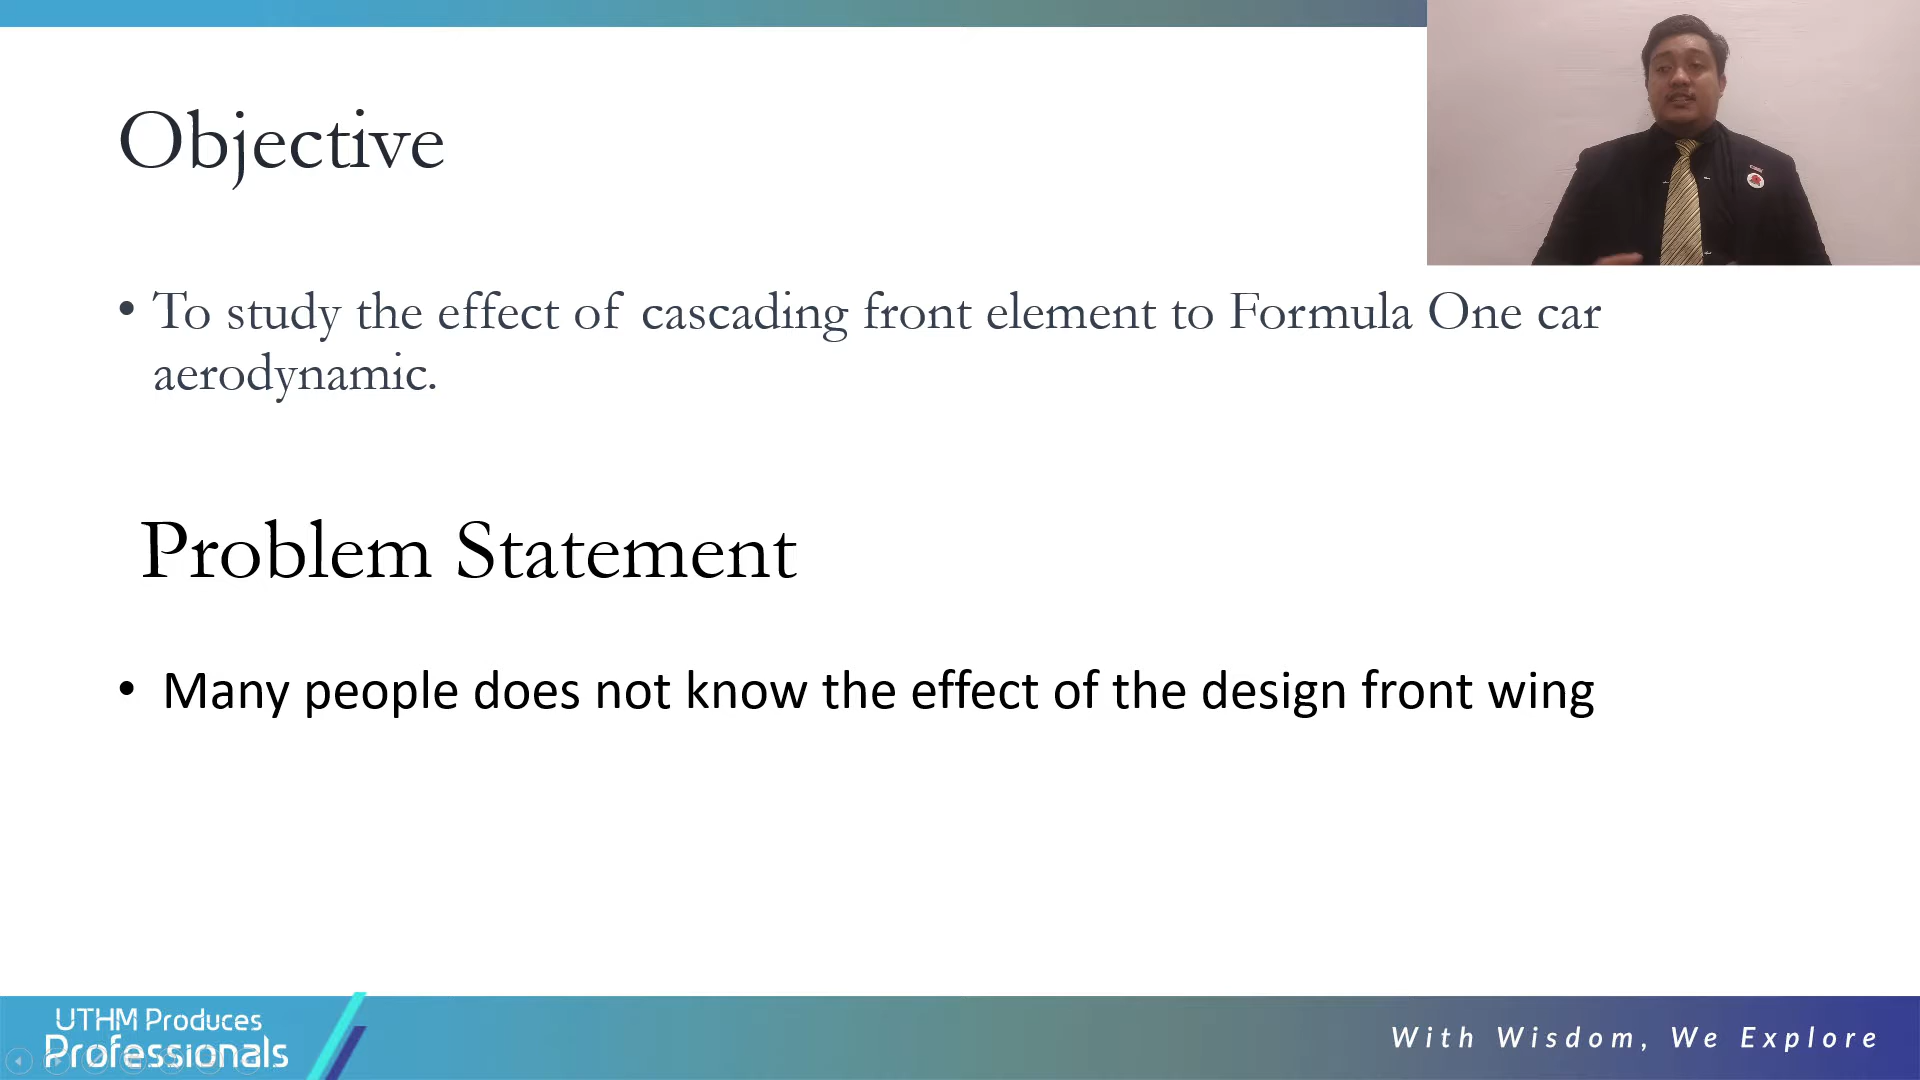 Objective
• To study the effect of cascading front element to Formula One car
aerodynamic.
Problem Statement
• Many people does not know the effect of the design front wing
UTHM Produces
Professionals
With Wisdom, We Explore